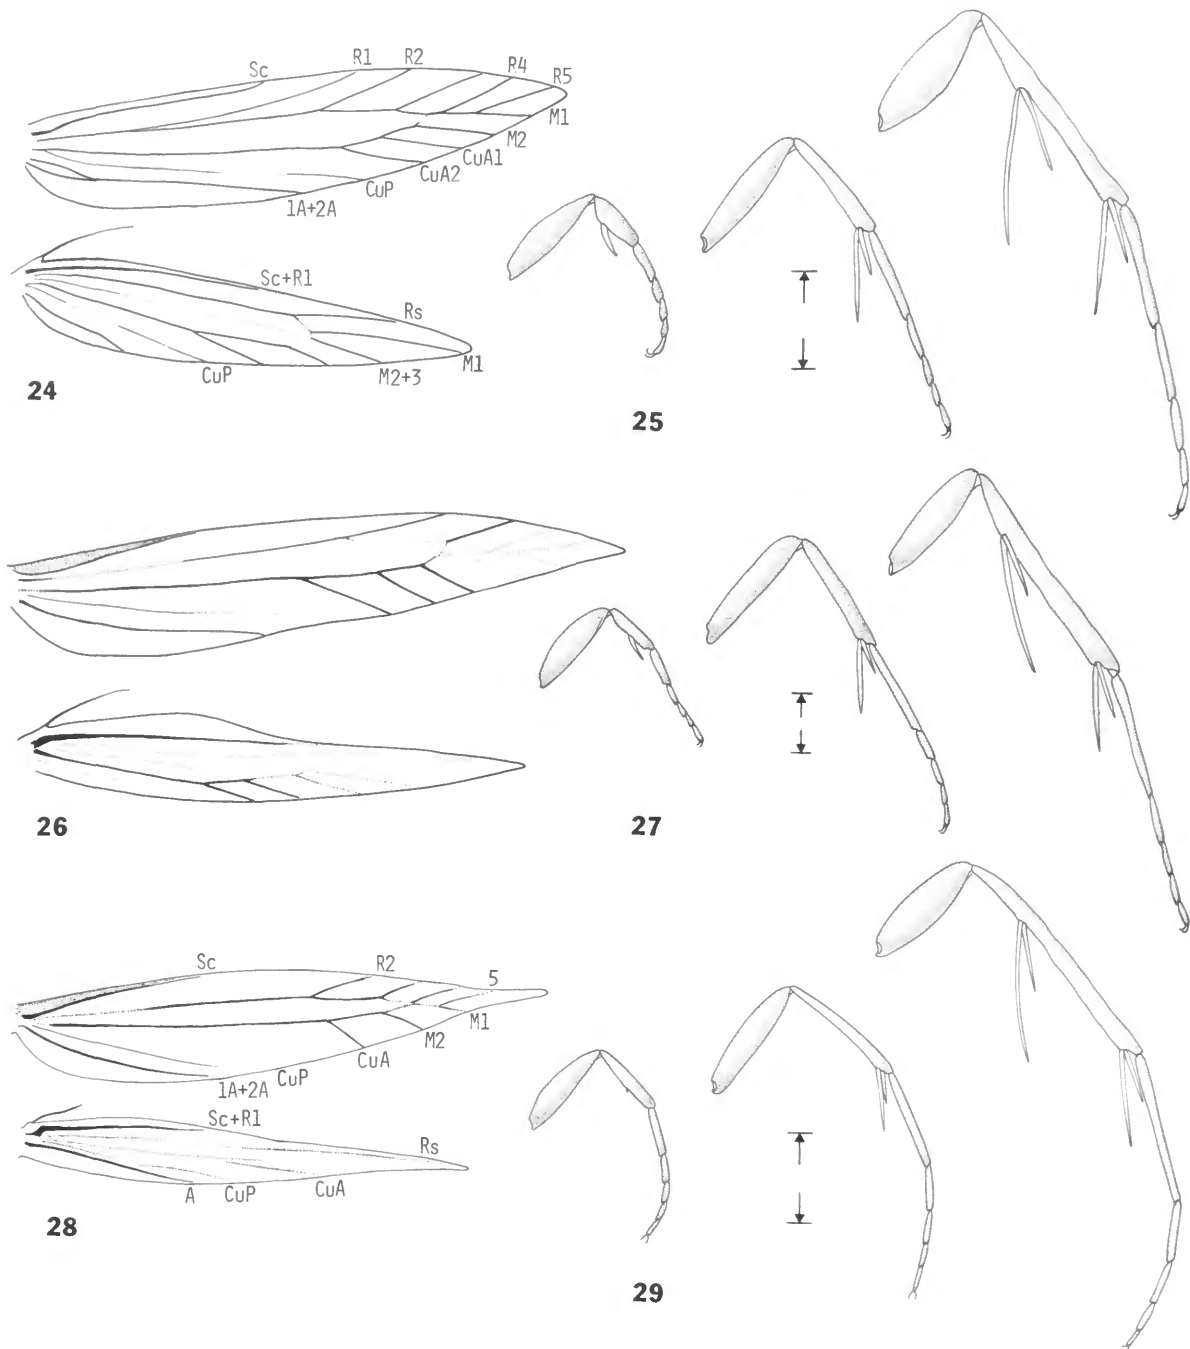 Sc R1 R2 R4 R5
M1
M2
CuA1
CuA2
CuP
1A+2A
Sc+R1
Rs
M1
M2+3
CuP
24
25
26
27
Sc R2 5
M1
M2
CuA
CuP
1A+2A
Sc+R1
Rs
A CuP CuA
28
29